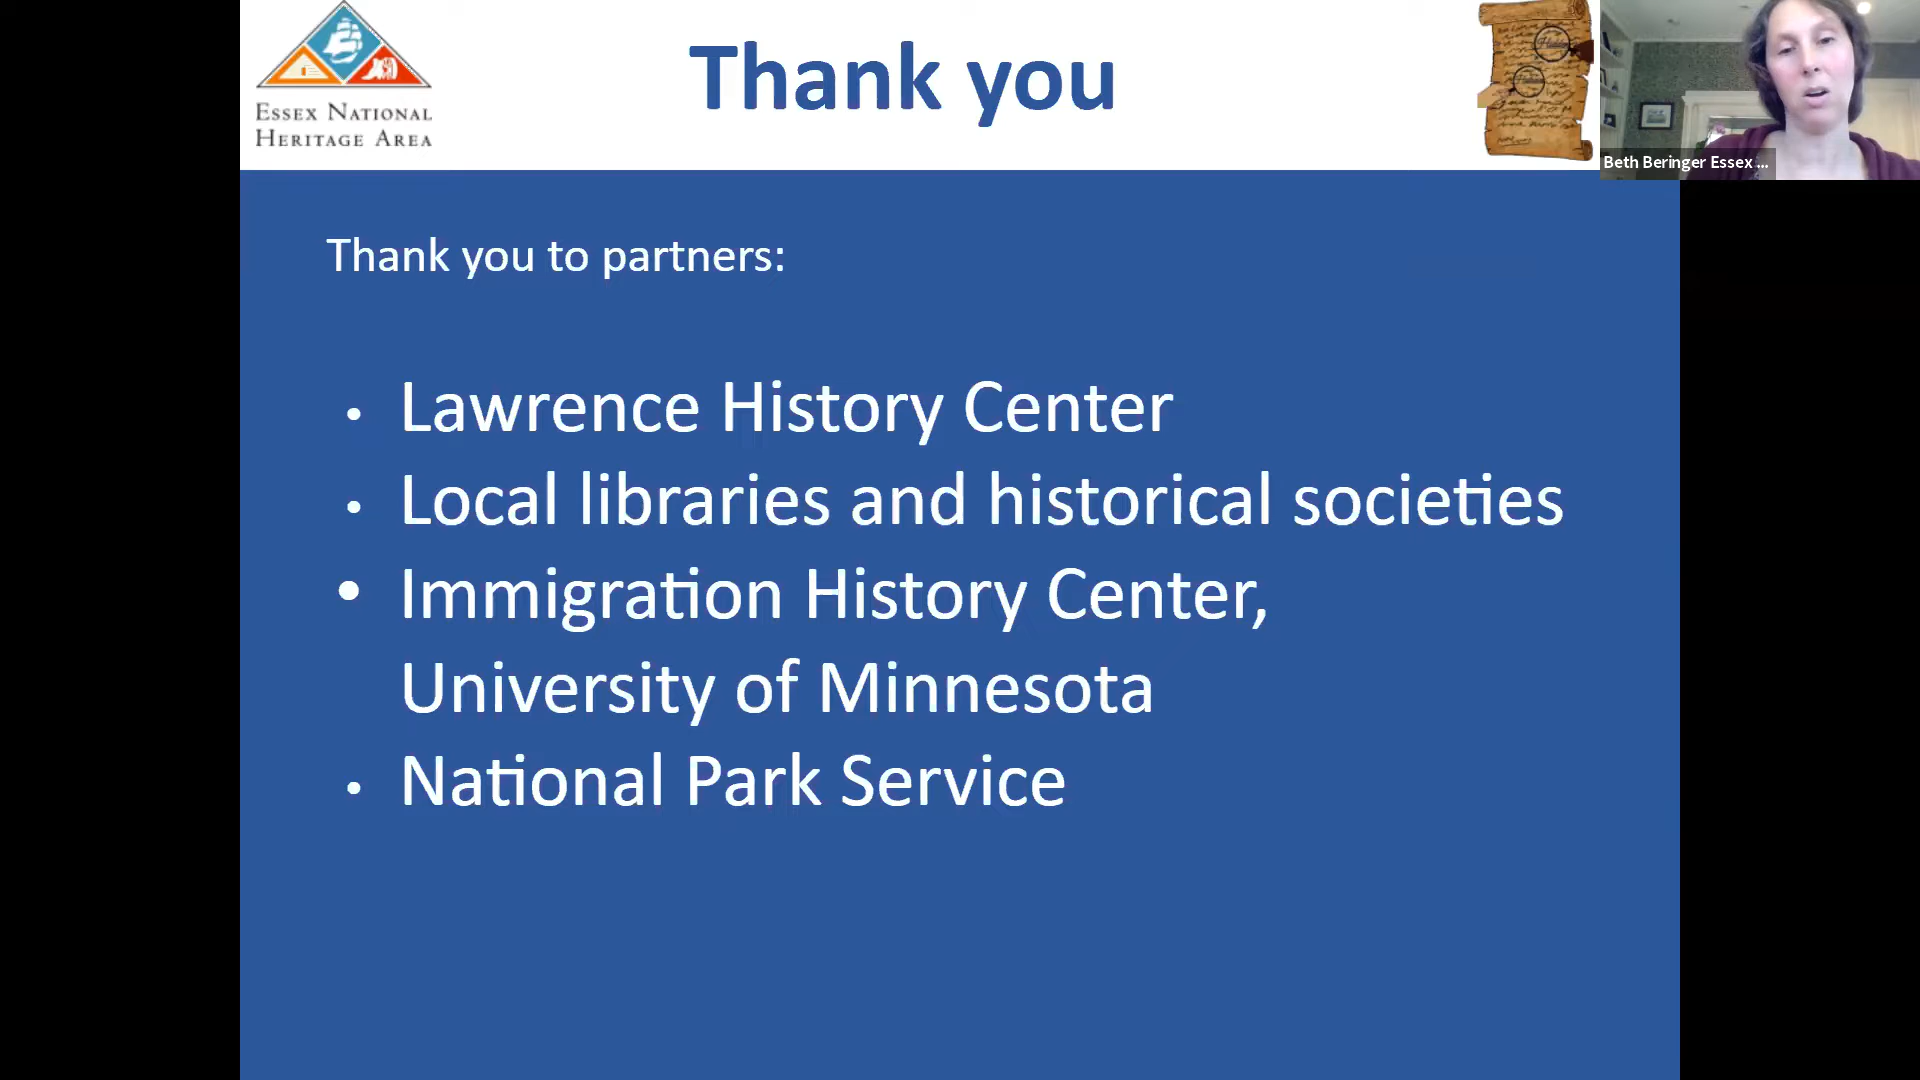 Thank you
ESSEX NATIONAL
HERITAGE AREA
Beth Beringer Essex ...
Thank you to partners:
• Lawrence History Center
• Local libraries and historical societies
• Immigration History Center,
University of Minnesota
• National Park Service